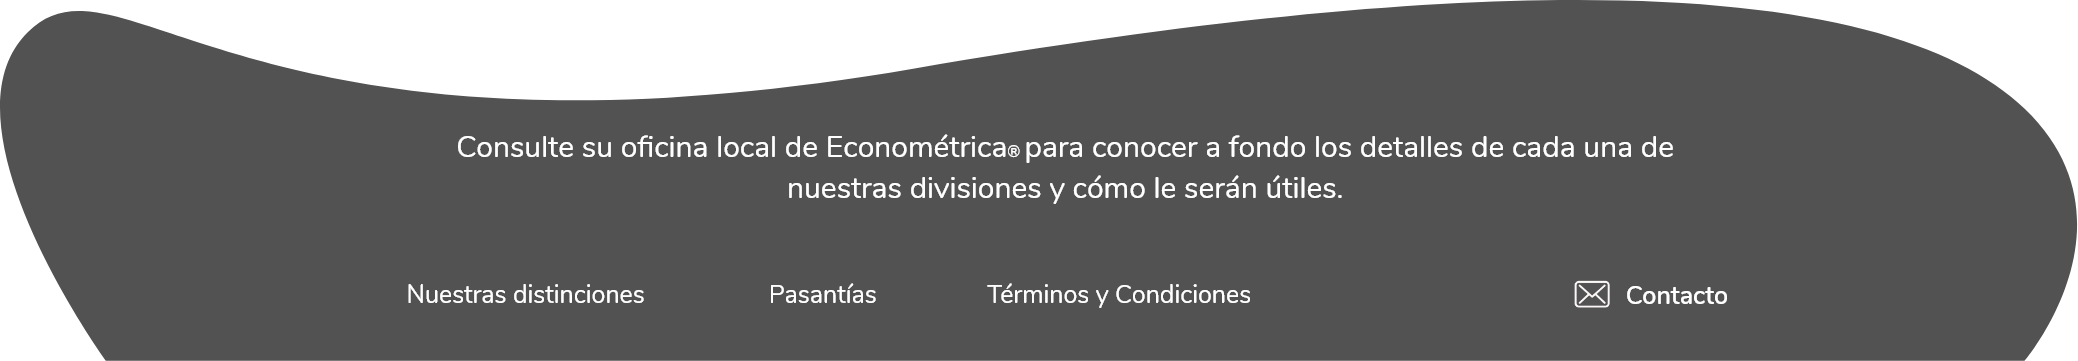 Consulte su oficina local de Econométrica® para conocer a fondo los detalles de cada una de
nuestras divisiones y cómo le serán útiles.
Nuestras distinciones Pasantías Términos y Condiciones Contacto